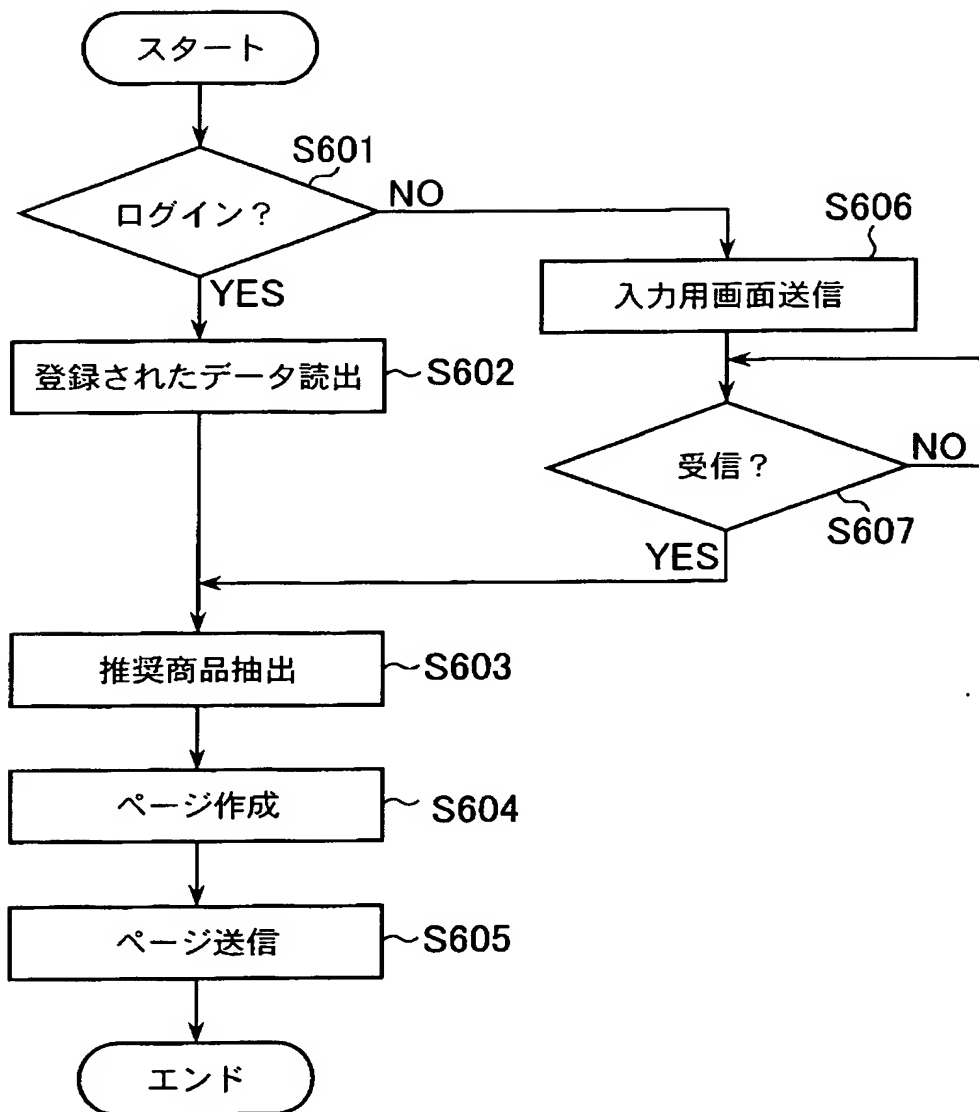 スタート
S601
ログイン？
NO
YES
S606
入力用画面送信
登録されたデータ読出
S602
受信？
NO
S607
YES
推奨商品抽出
S603
ページ作成
S604
ページ送信
S605
エンド